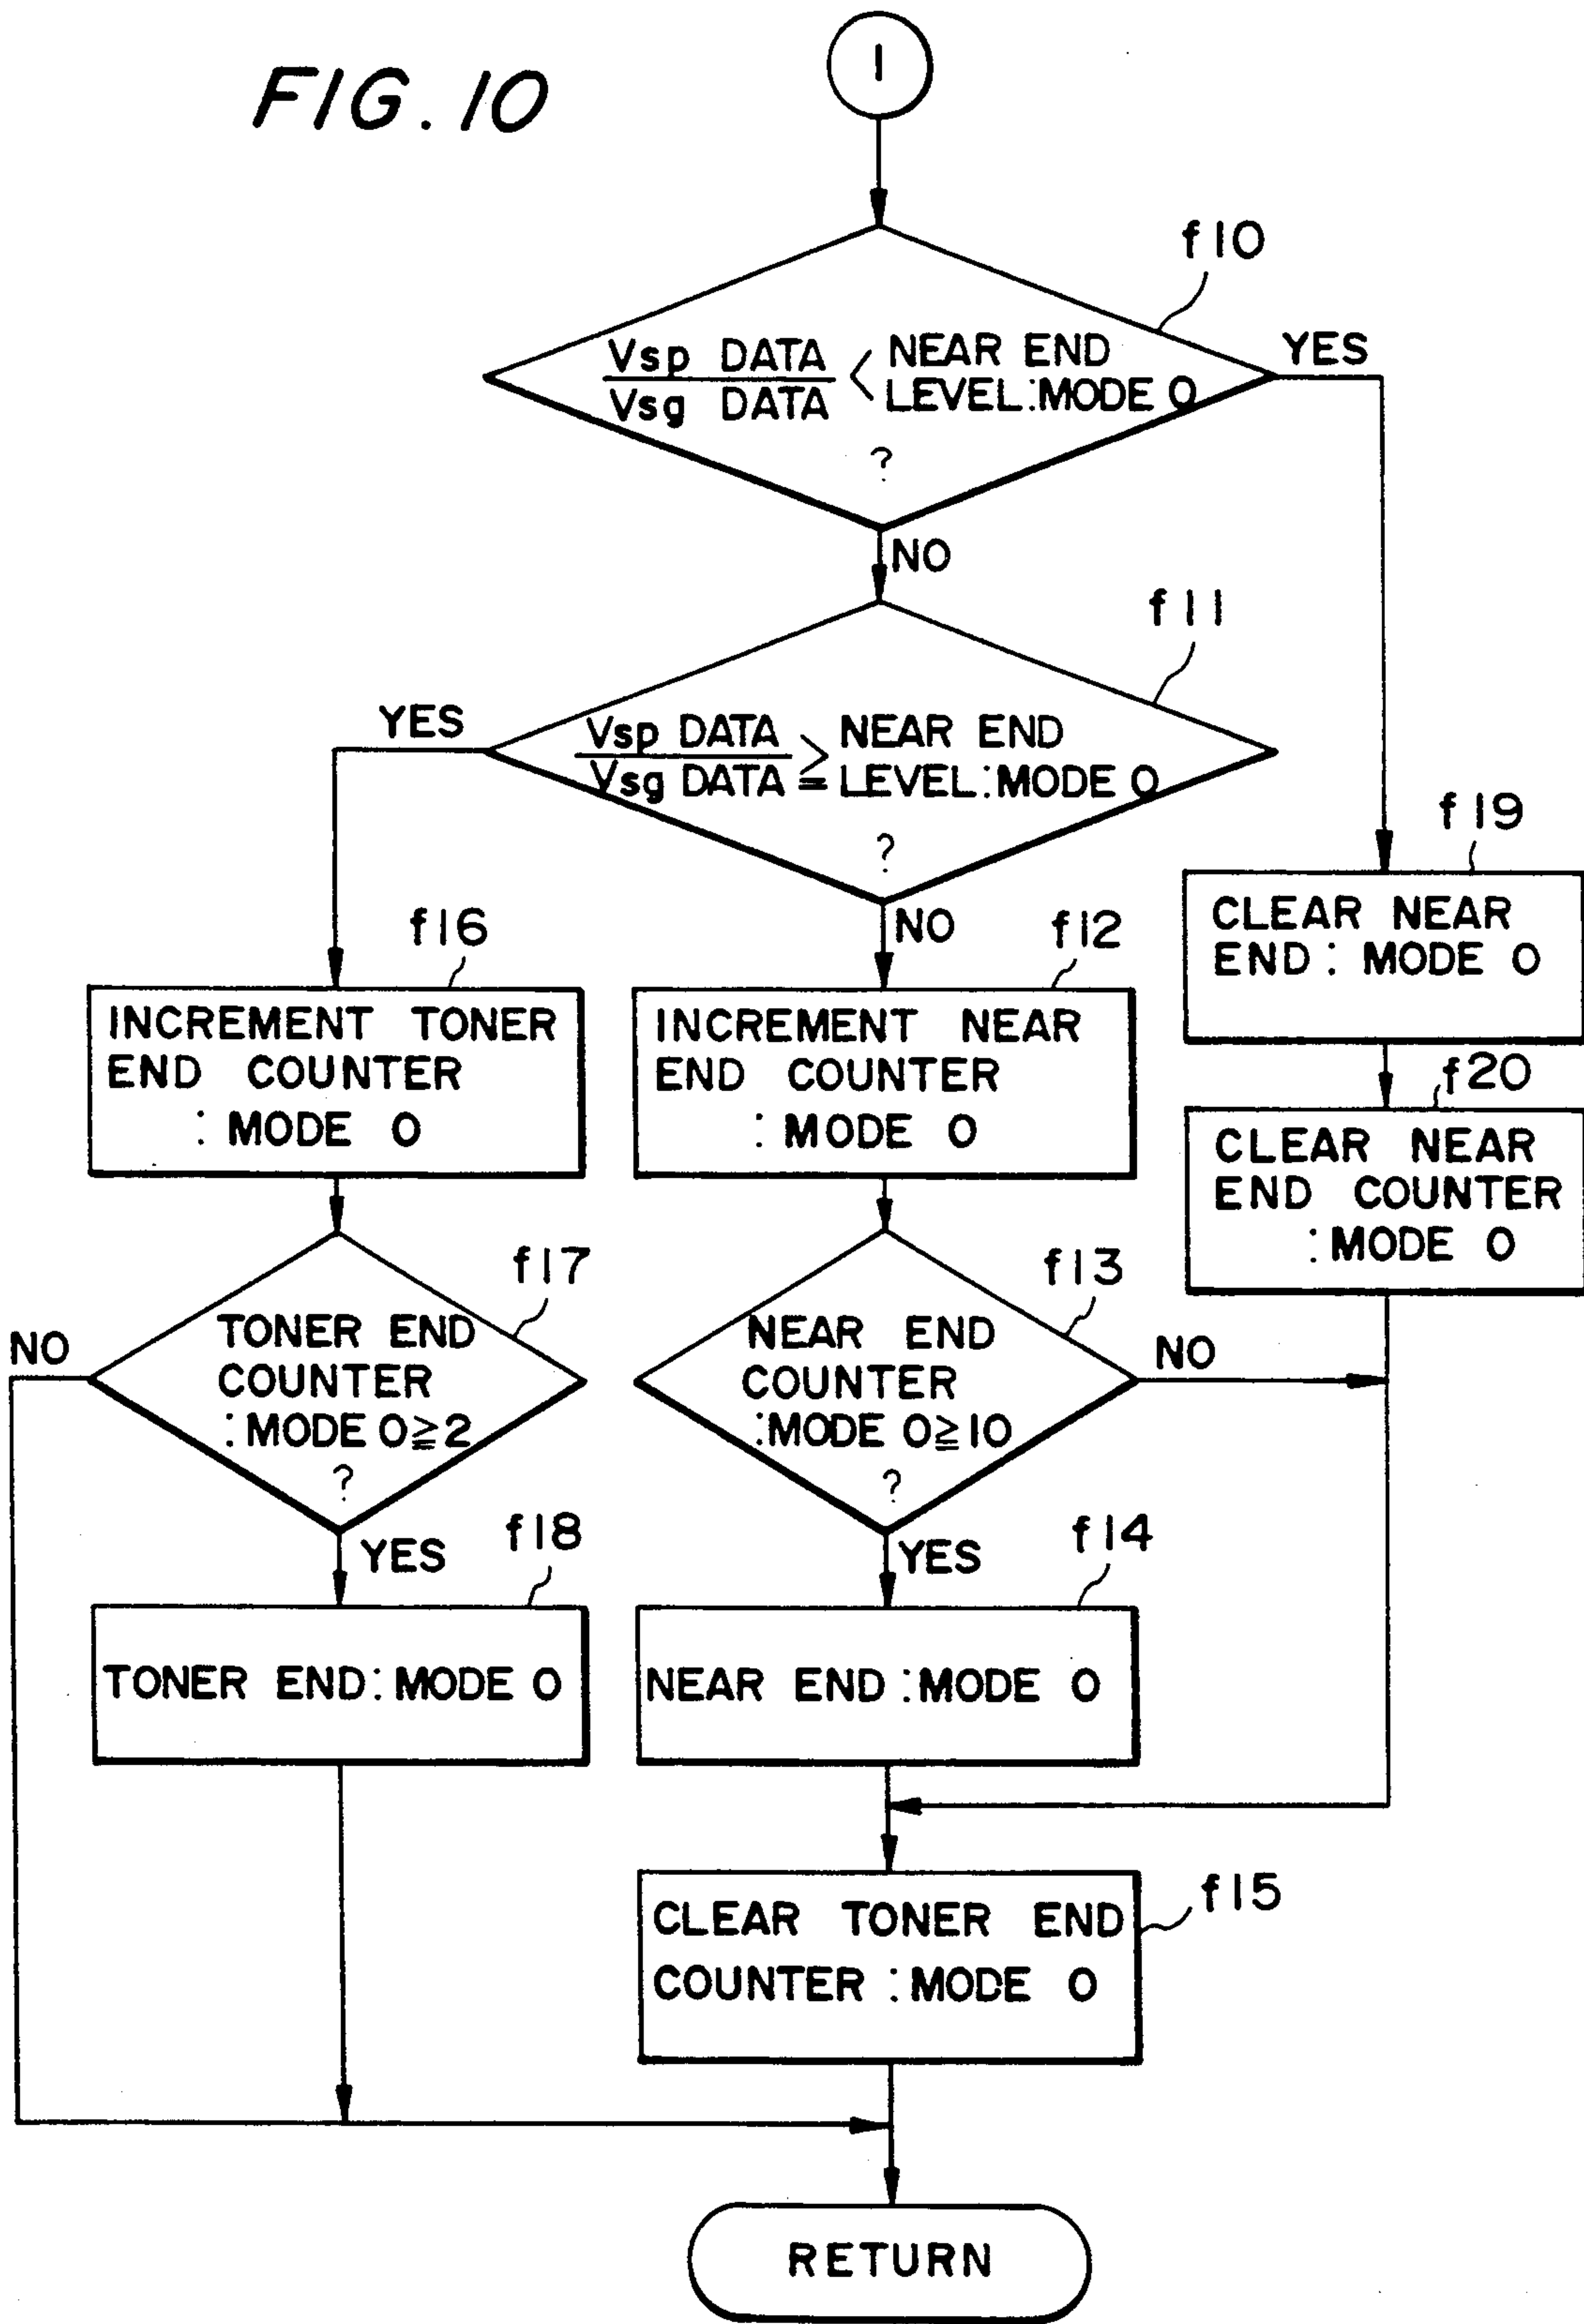 FIG. 10
1
f10
Vsp DATA
Vsg DATA
< NEAR END
LEVEL:MODE 0
?
YES
NO
f11
Vsp DATA
Vsg DATA
≧ NEAR END
LEVEL:MODE 0
?
YES
NO
f16
INCREMENT TONER
END COUNTER
:MODE 0
f12
INCREMENT NEAR
END COUNTER
:MODE 0
f19
CLEAR NEAR
END: MODE 0
f20
CLEAR NEAR
END COUNTER
:MODE 0
f17
TONER END
COUNTER
:MODE 0≧2
?
NO
YES
f13
NEAR END
COUNTER
:MODE 0≧10
?
NO
YES
f18
TONER END:MODE 0
f14
NEAR END:MODE 0
f15
CLEAR TONER END
COUNTER:MODE 0
RETURN